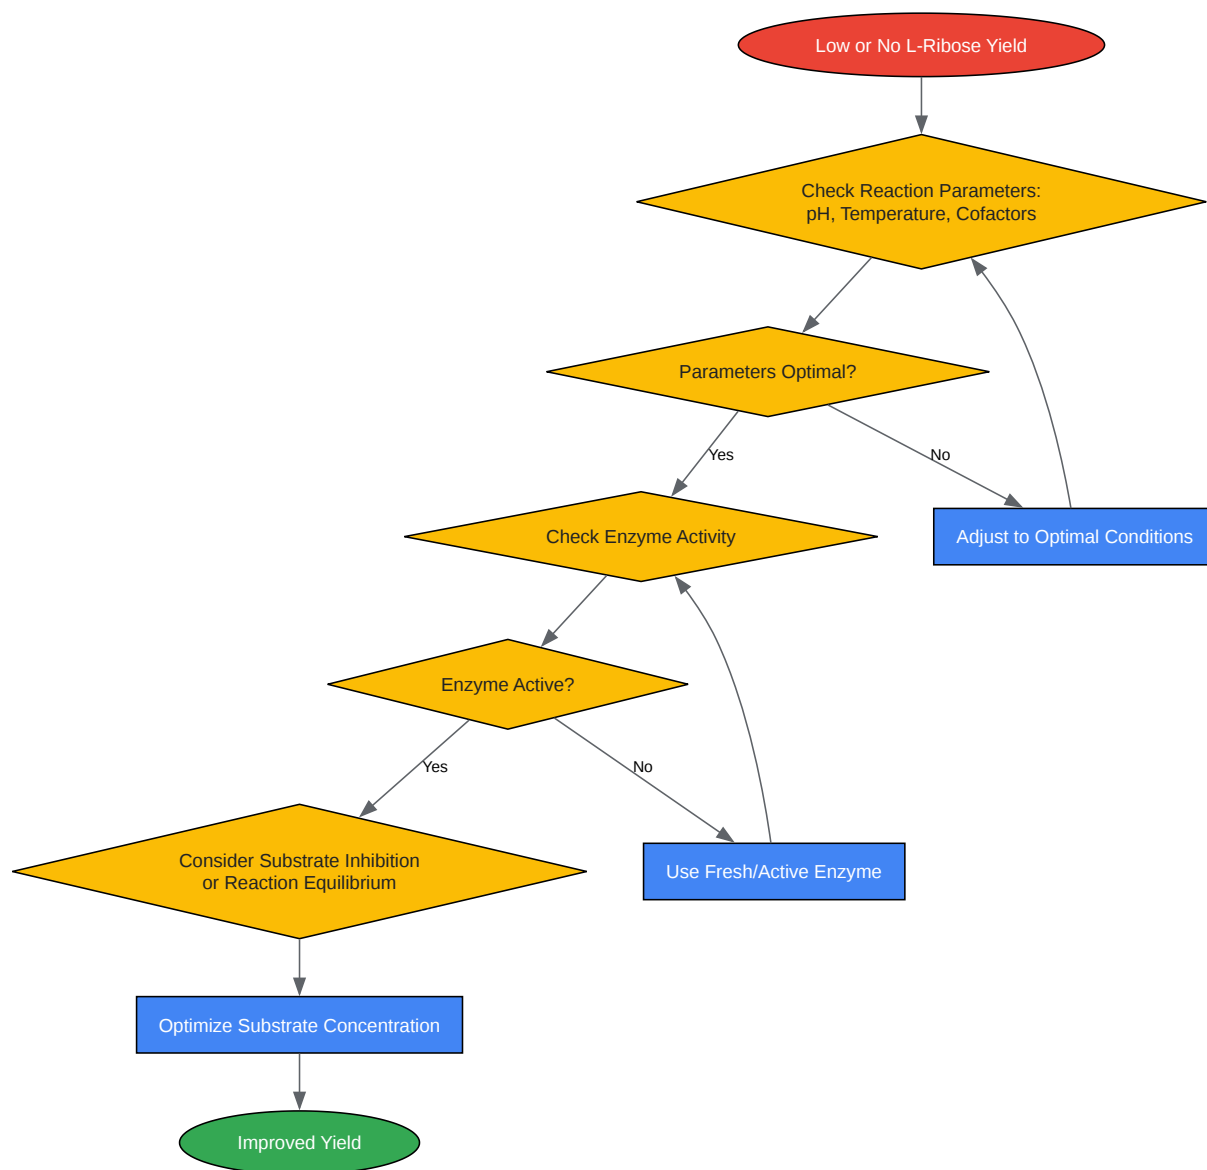 Low or No L-Ribose Yield
Check Reaction Parameters:
pH, Temperature, Cofactors
Parameters Optimal?
Yes
No
Check Enzyme Activity
Adjust to Optimal Conditions
Enzyme Active?
Yes
No
Consider Substrate Inhibition
or Reaction Equilibrium
Use Fresh/Active Enzyme
Optimize Substrate Concentration
Improved Yield